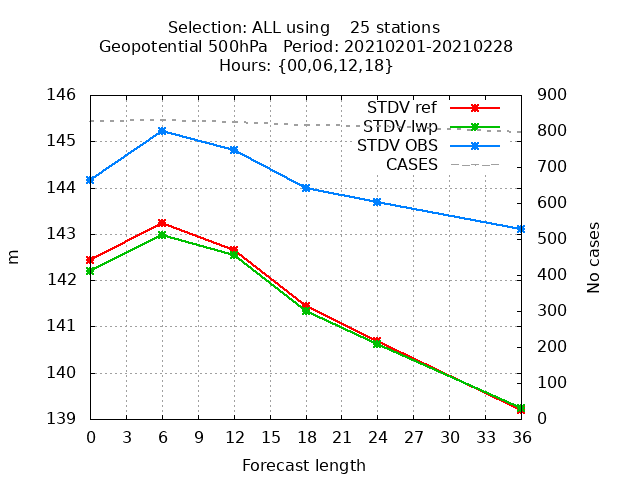 Selection: ALL using    25 stations
Geopotential 500hPa   Period: 20210201-20210228
Hours: {00,06,12,18}
146
145
144
143
142
141
140
139
m
STDV ref
STDV lwp
STDV OBS
CASES
900
800
700
600
500
400
300
200
100
0
No cases
0 3 6 9 12 15 18 21 24 27 30 33 36
Forecast length